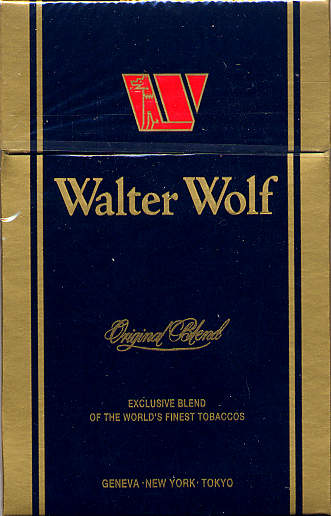 Walter Wolf
Original Blend
EXCLUSIVE BLEND
OF THE WORLD'S FINEST TOBACCOS
GENEVA · NEW YORK · TOKYO